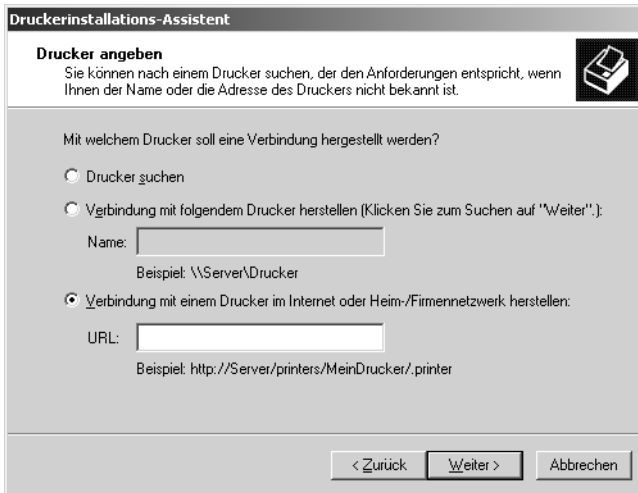 Druckerinstallations-Assistent
Drucker angeben
Sie können nach einem Drucker suchen, der den Anforderungen entspricht, wenn
Ihnen der Name oder die Adresse des Druckers nicht bekannt ist.
Mit welchem Drucker soll eine Verbindung hergestellt werden?
Drucker suchen
Verbindung mit folgendem Drucker herstellen (Klicken Sie zum Suchen auf "Weiter".):
Name:
Beispiel: \\Server\Drucker
Verbindung mit einem Drucker im Internet oder Heim-/Firmennetzwerk herstellen:
URL:
Beispiel: http://Server/printers/MeinDrucker/.printer
< Zurück Weiter > Abbrechen